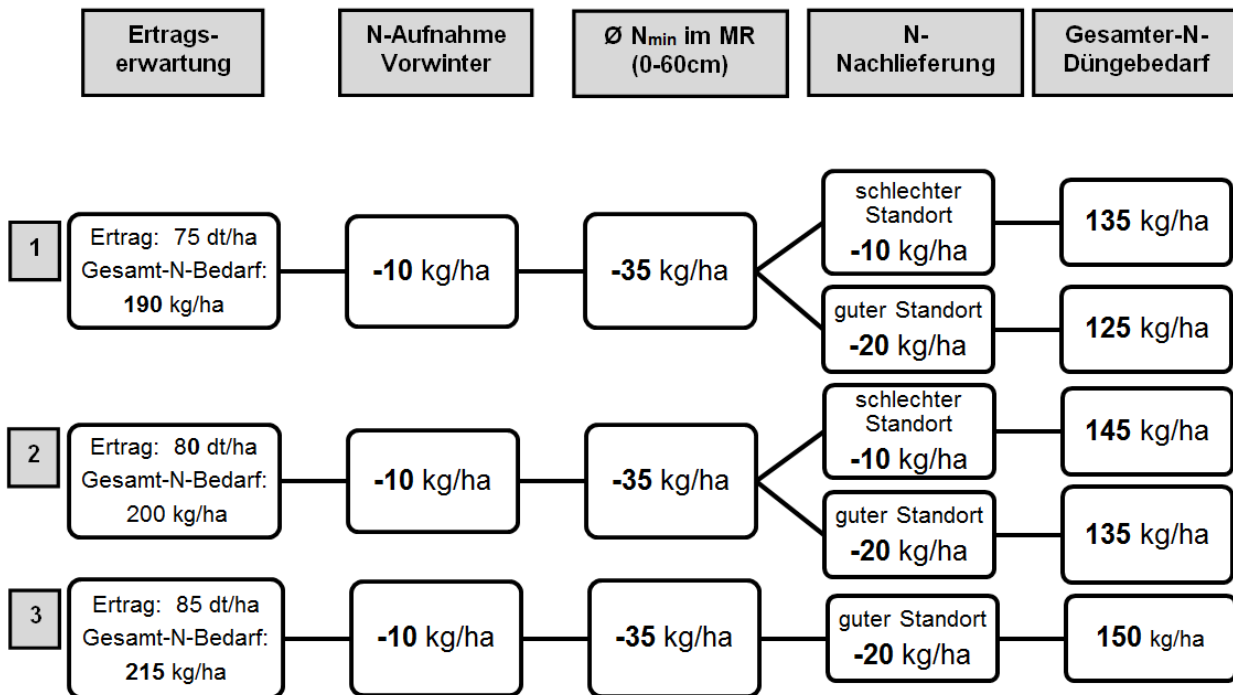 Ertrags-
erwartung
N-Aufnahme
Vorwinter
Ø Nmin im MR
(0-60cm)
N-
Nachlieferung
Gesamter-N-
Düngebedarf
1
Ertrag: 75 dt/ha
Gesamt-N-Bedarf:
190 kg/ha
-10 kg/ha
-35 kg/ha
schlechter
Standort
-10 kg/ha
135 kg/ha
guter Standort
-20 kg/ha
125 kg/ha
2
Ertrag: 80 dt/ha
Gesamt-N-Bedarf:
200 kg/ha
-10 kg/ha
-35 kg/ha
schlechter
Standort
-10 kg/ha
145 kg/ha
guter Standort
-20 kg/ha
135 kg/ha
3
Ertrag: 85 dt/ha
Gesamt-N-Bedarf:
215 kg/ha
-10 kg/ha
-35 kg/ha
guter Standort
-20 kg/ha
150 kg/ha